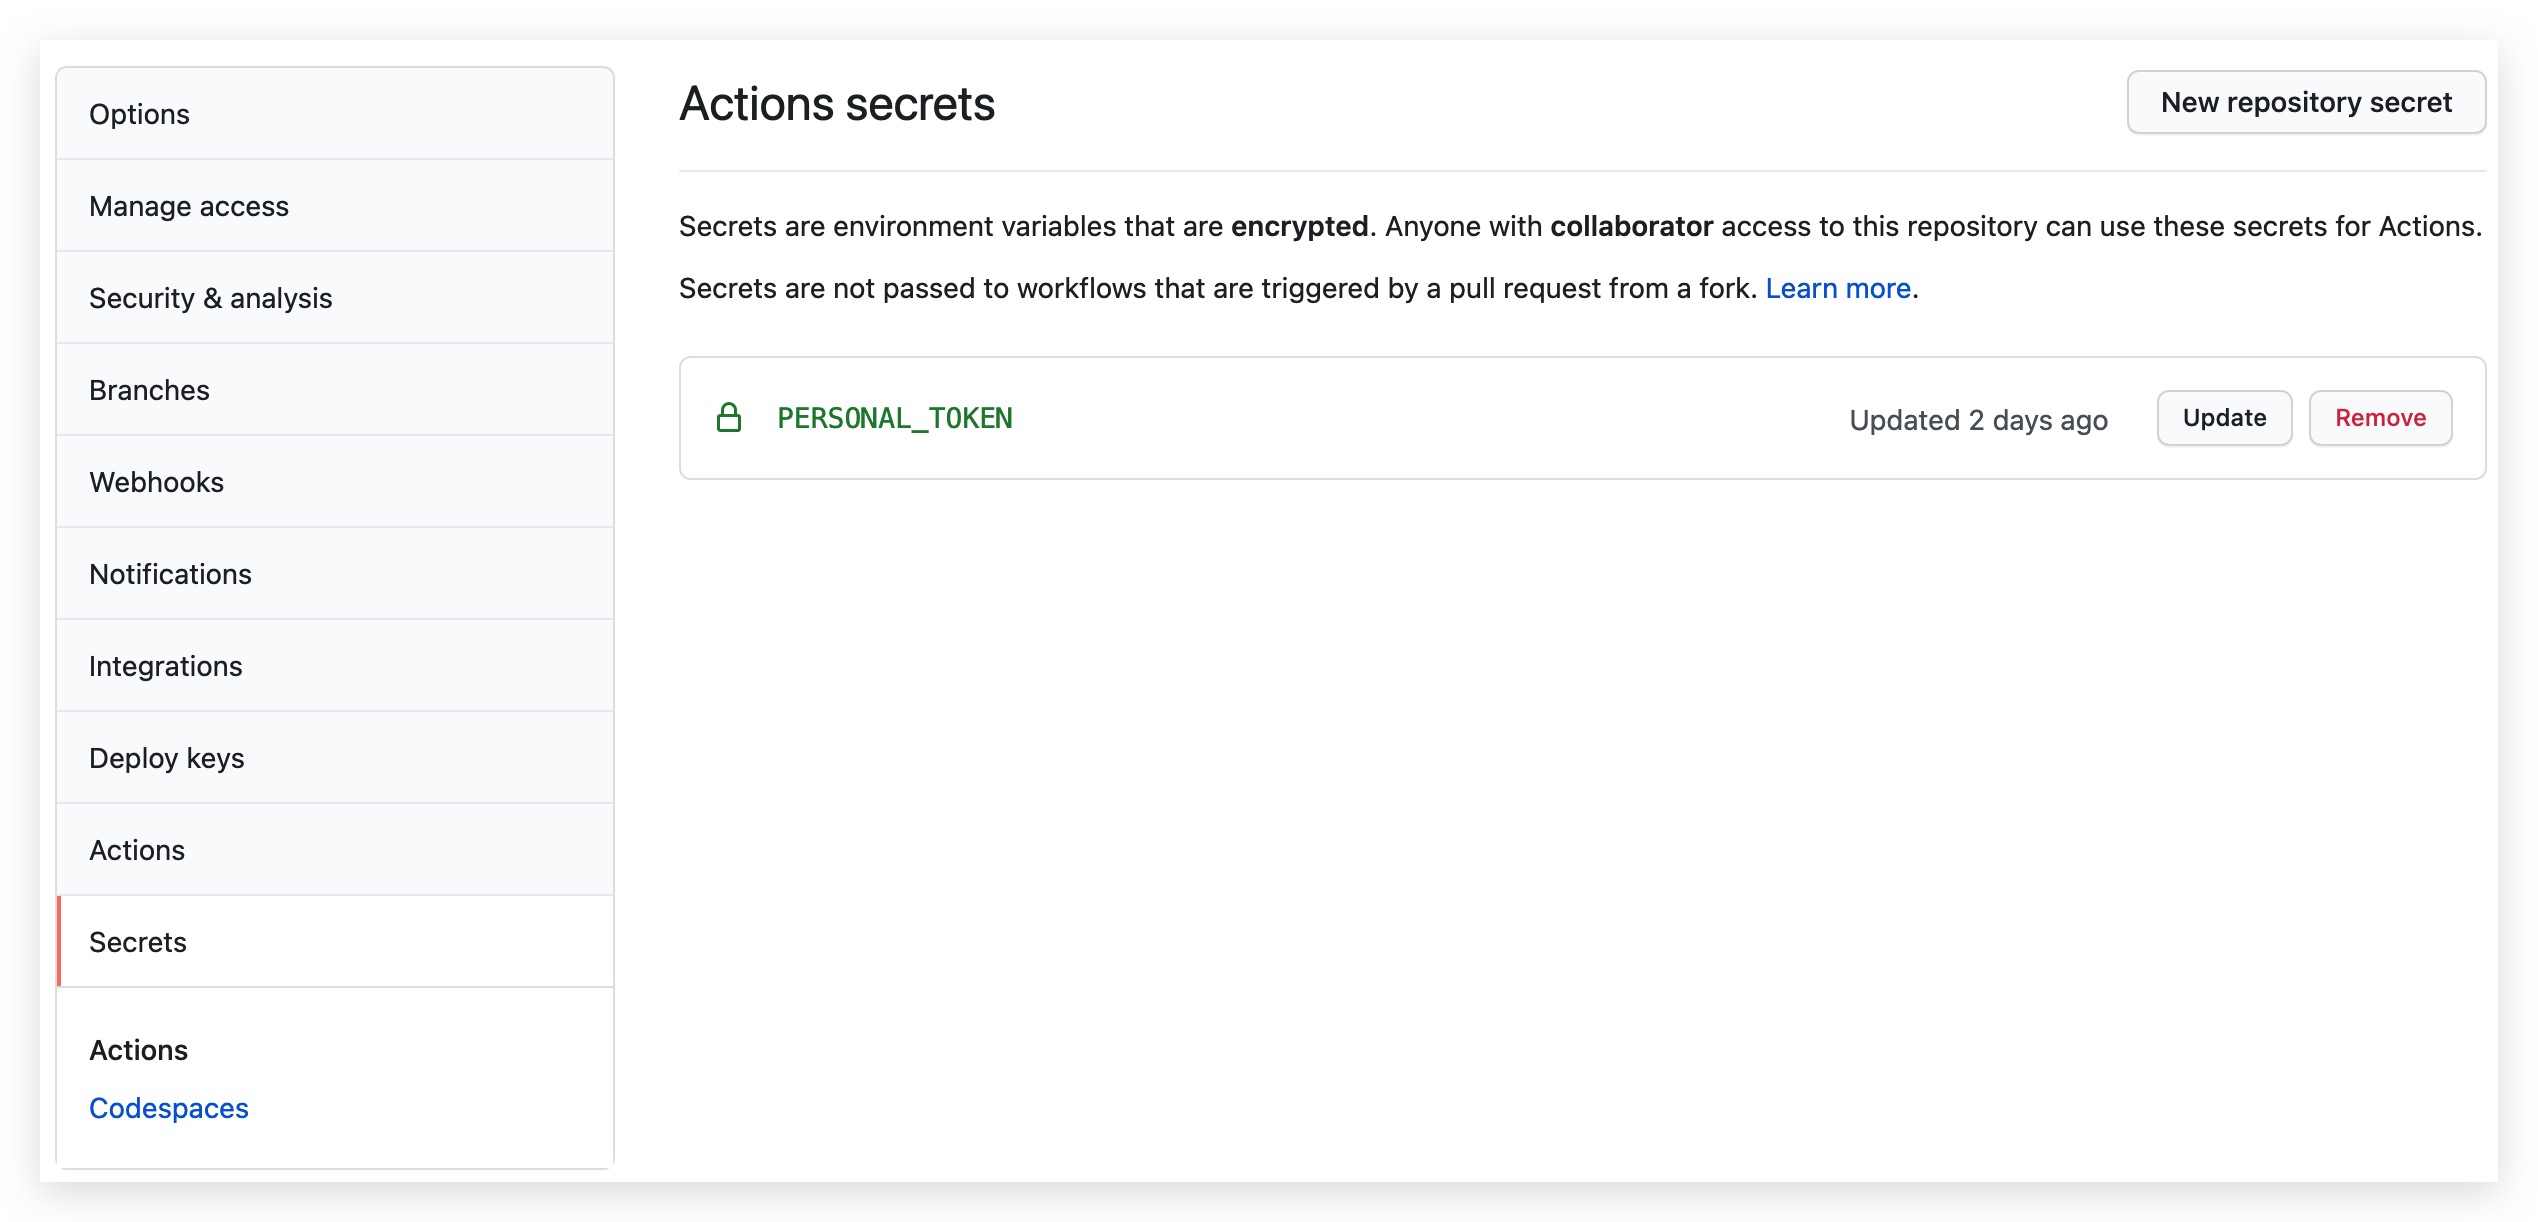 Options
Manage access
Security & analysis
Branches
Webhooks
Notifications
Integrations
Deploy keys
Actions
Secrets
Actions
Codespaces
Actions secrets
New repository secret
Secrets are environment variables that are encrypted. Anyone with collaborator access to this repository can use these secrets for Actions.
Secrets are not passed to workflows that are triggered by a pull request from a fork. Learn more.
PERSONAL_TOKEN
Updated 2 days ago
Update
Remove